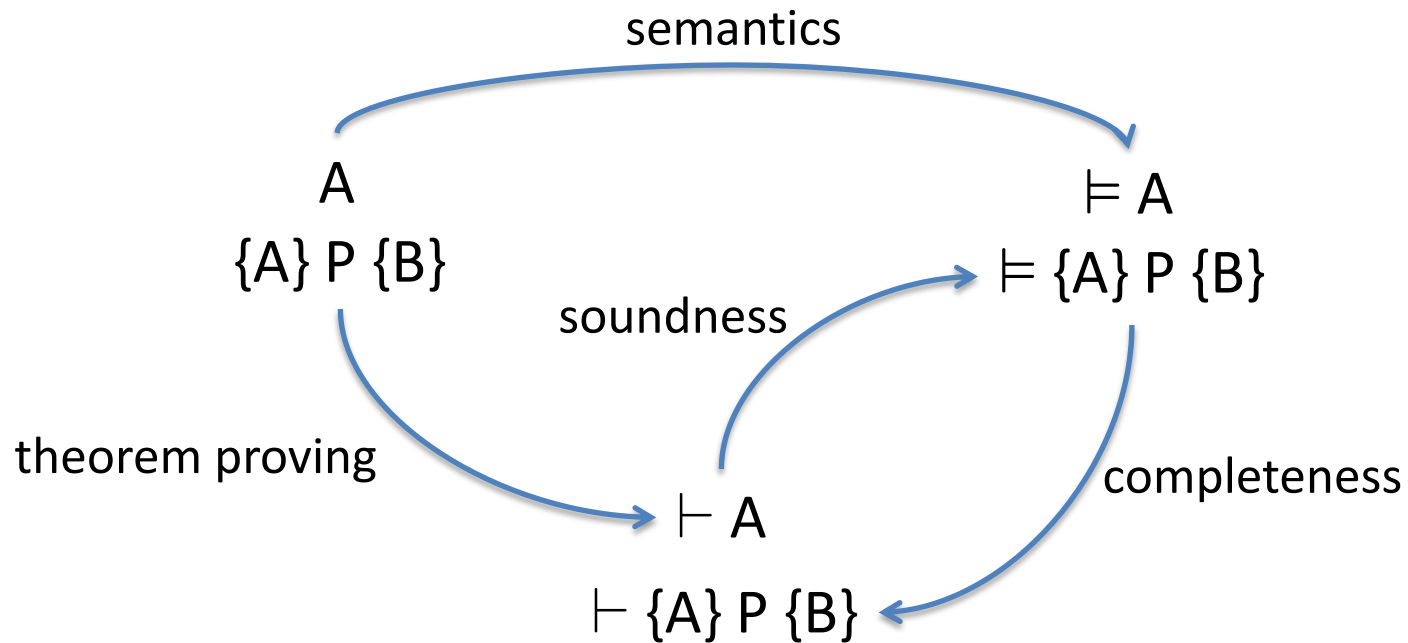 semantics
A
{A} P {B}
⊨ A
⊨ {A} P {B}
soundness
theorem proving
completeness
⊢ A
⊢ {A} P {B}